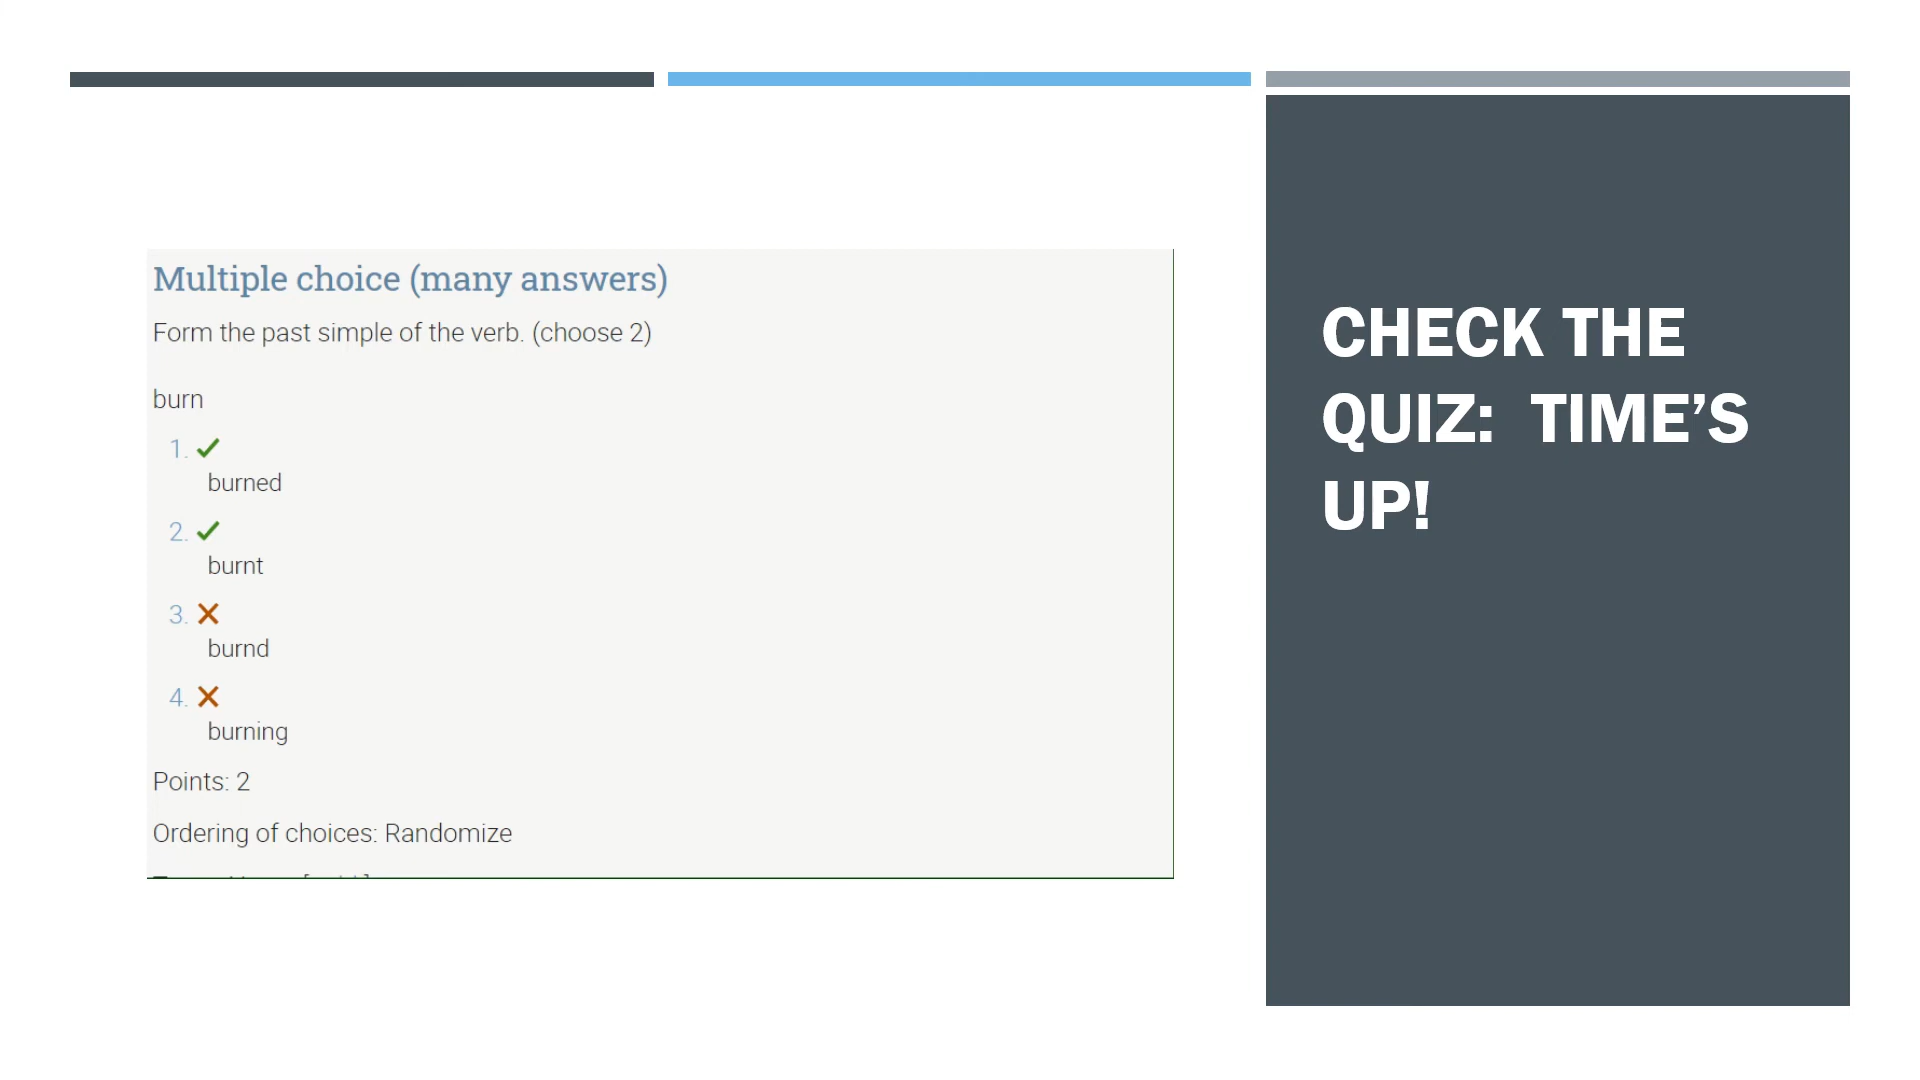 Multiple choice (many answers)
Form the past simple of the verb. (choose 2)
burn
1.
burned
2.
burnt
3.
burnd
4.
burning
Points: 2
Ordering of choices: Randomize
CHECK THE
QUIZ: TIME’S
UP!